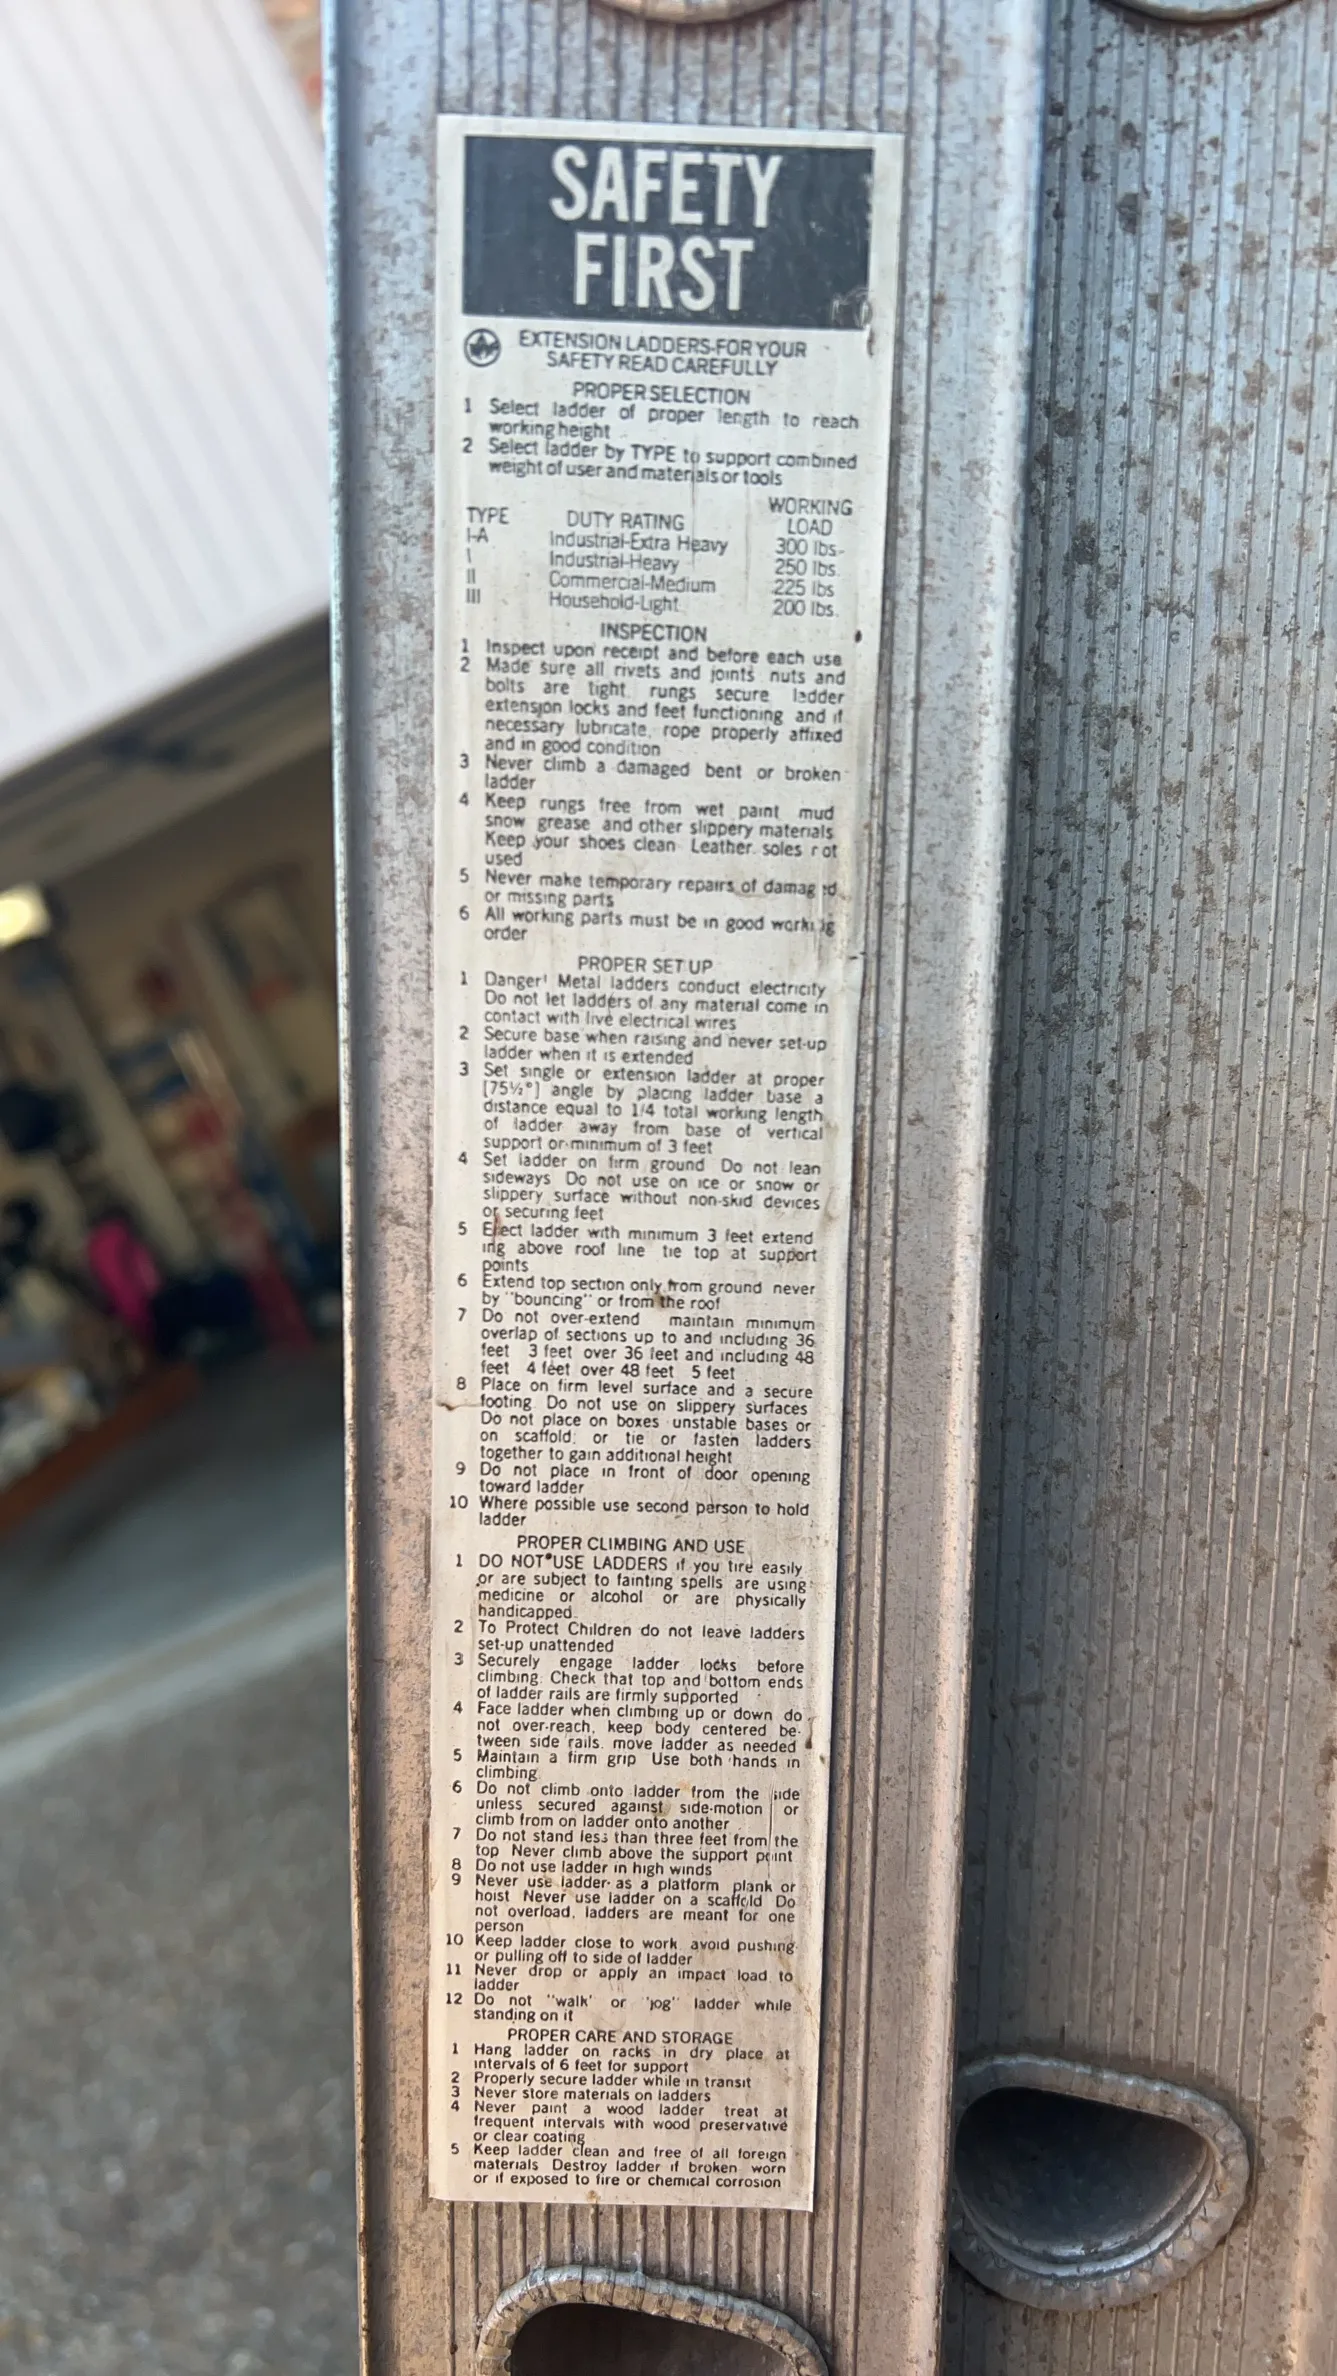 SAFETY
FIRST
EXTENSION LADDERS-FOR YOUR
SAFETY READ CAREFULLY
PROPER SELECTION
1 Select ladder of proper length to reach
working height
2 Select ladder by TYPE to support combined
weight of user and materials or tools
TYPE DUTY RATING WORKING LOAD
I-A Industrial-Extra Heavy 300 lbs.
I Industrial-Heavy 250 lbs.
II Commercial-Medium 225 lbs
III Household-Light 200 lbs.
INSPECTION
1 Inspect upon receipt and before each use
2 Made sure all rivets and joints nuts and
bolts are tight rungs secure ladder
extension locks and feet functioning and if
necessary lubricate, rope properly affixed
and in good condition
3 Never climb a damaged bent or broken
ladder
4 Keep rungs free from wet paint mud
snow grease and other slippery materials
Keep your shoes clean Leather soles not
used
5 Never make temporary repairs of damaged
or missing parts
6 All working parts must be in good working
order
PROPER SET UP
1 Danger! Metal ladders conduct electricity
Do not let ladders of any material come in
contact with live electrical wires
2 Secure base when raising and never set-up
ladder when it is extended
3 Set single or extension ladder at proper
[75½°] angle by placing ladder base a
distance equal to 1/4 total working length
of ladder away from base of vertical
support or minimum of 3 feet
4 Set ladder on firm ground Do not lean
sideways Do not use on ice or snow or
slippery surface without non-skid devices
or securing feet
5 Erect ladder with minimum 3 feet extend
ing above roof line tie top at support
points
6 Extend top section only from ground never
by "bouncing" or from the roof
7 Do not over-extend maintain minimum
overlap of sections up to and including 36
feet 3 feet over 36 feet and including 48
feet 4 feet over 48 feet 5 feet
8 Place on firm level surface and a secure
footing Do not use on slippery surfaces
Do not place on boxes unstable bases or
on scaffold; or tie or fasten ladders
together to gain additional height
9 Do not place in front of door opening
toward ladder
10 Where possible use second person to hold
ladder
PROPER CLIMBING AND USE
1 DO NOT USE LADDERS if you tire easily
or are subject to fainting spells are using
medicine or alcohol or are physically
handicapped
2 To Protect Children do not leave ladders
set-up unattended
3 Securely engage ladder locks before
climbing. Check that top and bottom ends
of ladder rails are firmly supported
4 Face ladder when climbing up or down do
not over-reach, keep body centered be-
tween side rails. move ladder as needed
5 Maintain a firm grip Use both hands in
climbing
6 Do not climb onto ladder from the side
unless secured against side-motion or
climb from on ladder onto another
7 Do not stand less than three feet from the
top Never climb above the support point
8 Do not use ladder in high winds
9 Never use ladder as a platform plank or
hoist Never use ladder on a scaffold Do
not overload, ladders are meant for one
person
10 Keep ladder close to work avoid pushing
or pulling off to side of ladder
11 Never drop or apply an impact load to
ladder
12 Do not "walk' or 'jog" ladder while
standing on it
PROPER CARE AND STORAGE
1 Hang ladder on racks in dry place at
intervals of 6 feet for support
2 Properly secure ladder while in transit
3 Never store materials on ladders
4 Never paint a wood ladder treat at
frequent intervals with wood preservative
or clear coating
5 Keep ladder clean and free of all foreign
materials Destroy ladder if broken worn
or if exposed to fire or chemical corrosion